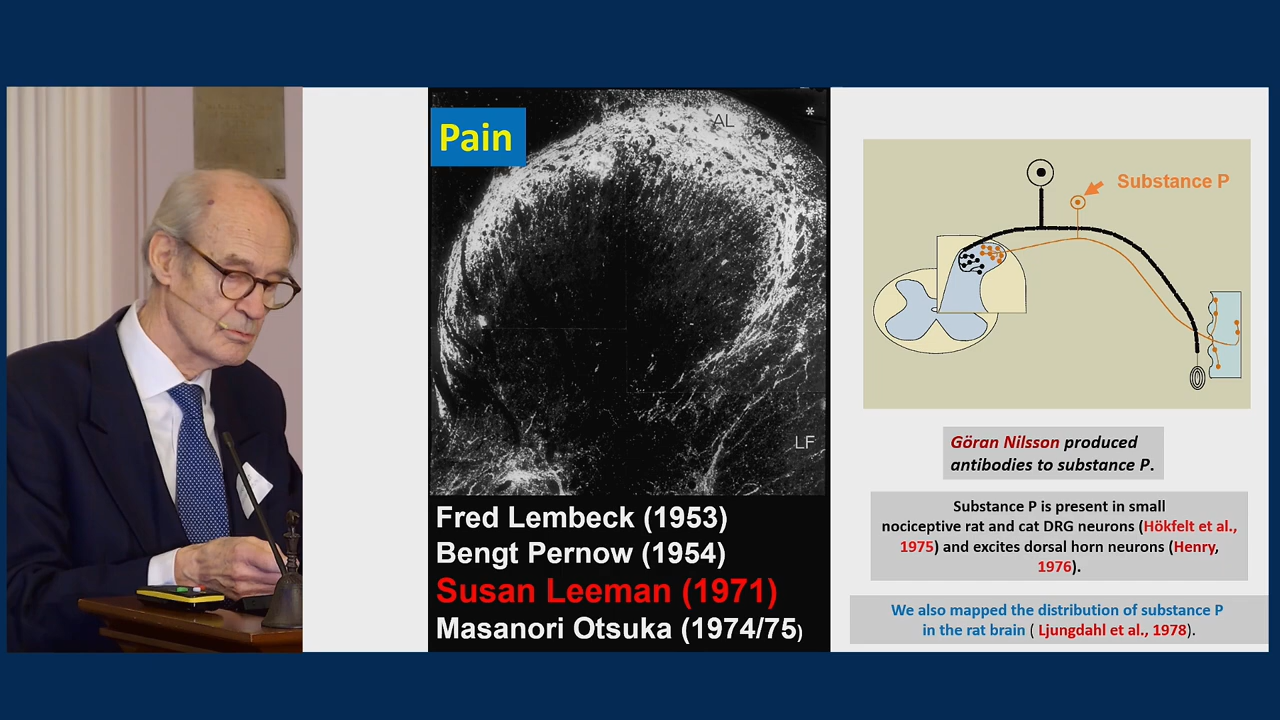 Pain
AL
*
LF
Fred Lembeck (1953)
Bengt Pernow (1954)
Susan Leeman (1971)
Masanori Otsuka (1974/75)
Substance P
Göran Nilsson produced
antibodies to substance P.
Substance P is present in small
nociceptive rat and cat DRG neurons (Hökfelt et al.,
1975) and excites dorsal horn neurons (Henry,
1976).
We also mapped the distribution of substance P
in the rat brain ( Ljungdahl et al., 1978).